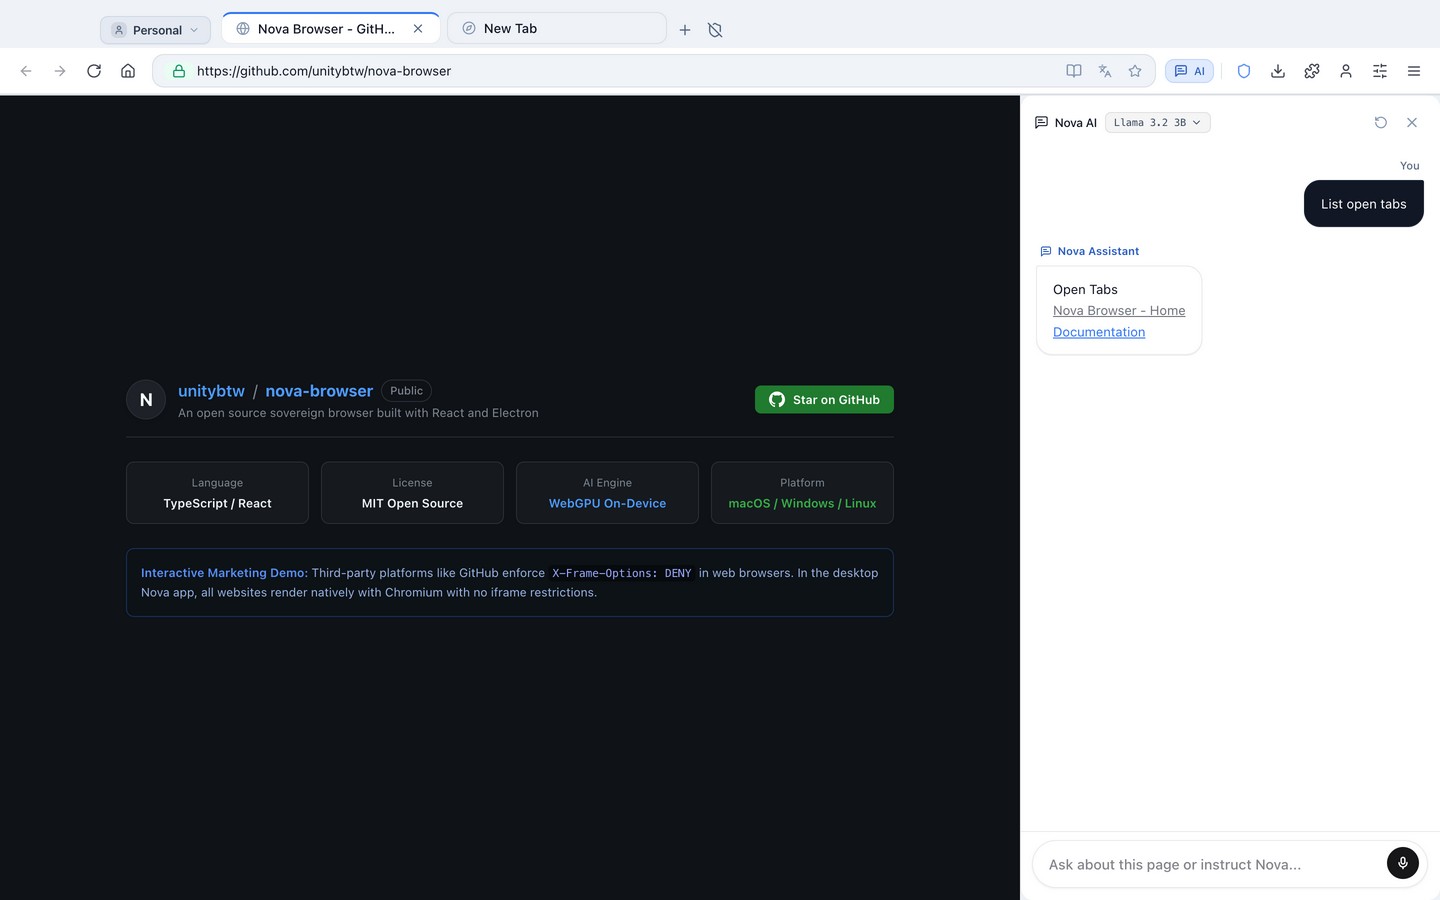 Personal
Nova Browser - GitH...
New Tab
https://github.com/unitybtw/nova-browser
AI
Nova AI
Llama 3.2 3B
You
List open tabs
Nova Assistant
Open Tabs
Nova Browser - Home
Documentation
N
unitybtw / nova-browser
Public
An open source sovereign browser built with React and Electron
Star on GitHub
Language
TypeScript / React
License
MIT Open Source
AI Engine
WebGPU On-Device
Platform
macOS / Windows / Linux
Interactive Marketing Demo: Third-party platforms like GitHub enforce X-Frame-Options: DENY in web browsers. In the desktop
Nova app, all websites render natively with Chromium with no iframe restrictions.
Ask about this page or instruct Nova...